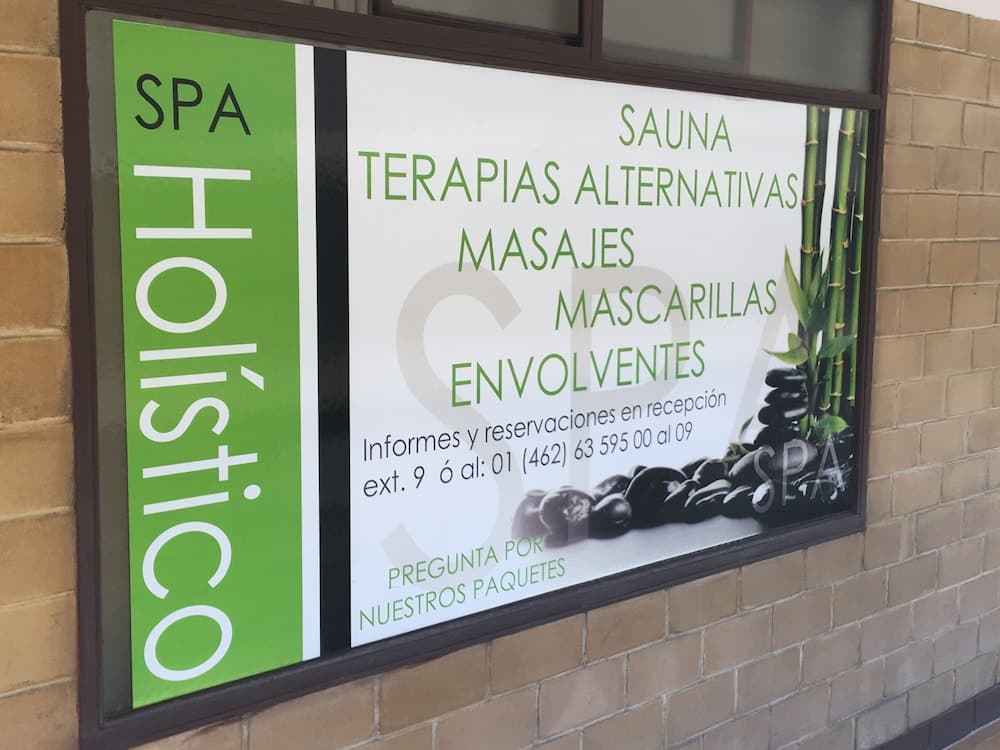 SPA
Holístico
SAUNA
TERAPIAS ALTERNATIVAS
MASAJES
MASCARILLAS
ENVOLVENTES
Informes y reservaciones en recepción
ext. 9 ó al: 01 (462) 63 595 00 al 09
PREGUNTA POR
NUESTROS PAQUETES
SPA
SPA